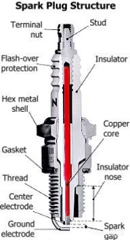 Spark Plug Structure
Terminal
nut
Stud
Flash-over
protection
Insulator
Hex metal
shell
Copper
core
Gasket
Insulator
nose
Thread
Center
electrode
Ground
electrode
Spark
gap